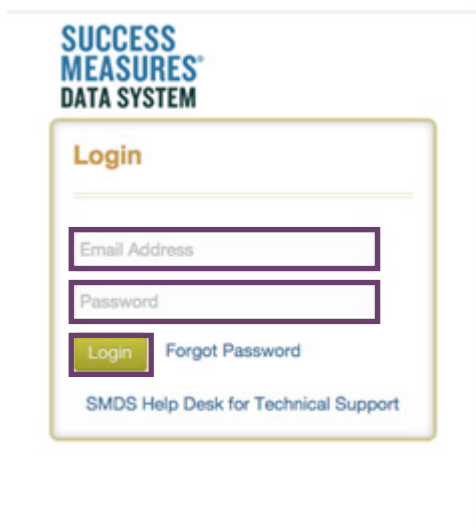 SUCCESS
MEASURES®
DATA SYSTEM
Login
Email Address
Password
Login Forgot Password
SMDS Help Desk for Technical Support